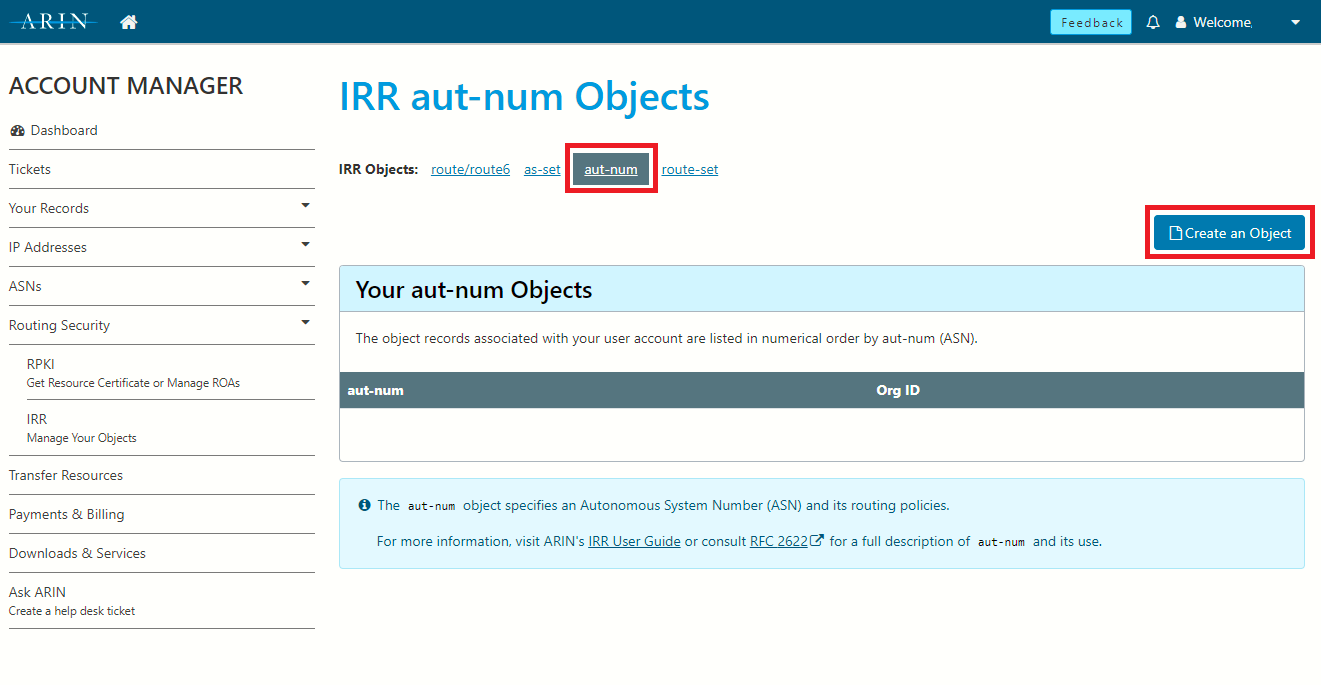 ARIN
Feedback
Welcome,
ACCOUNT MANAGER
Dashboard
Tickets
Your Records
IP Addresses
ASNs
Routing Security
RPKI
Get Resource Certificate or Manage ROAs
IRR
Manage Your Objects
Transfer Resources
Payments & Billing
Downloads & Services
Ask ARIN
Create a help desk ticket
IRR aut-num Objects
IRR Objects: route/route6 as-set aut-num route-set
Create an Object
Your aut-num Objects
The object records associated with your user account are listed in numerical order by aut-num (ASN).
aut-num Org ID
The aut-num object specifies an Autonomous System Number (ASN) and its routing policies.
For more information, visit ARIN's IRR User Guide or consult RFC 2622 for a full description of aut-num and its use.